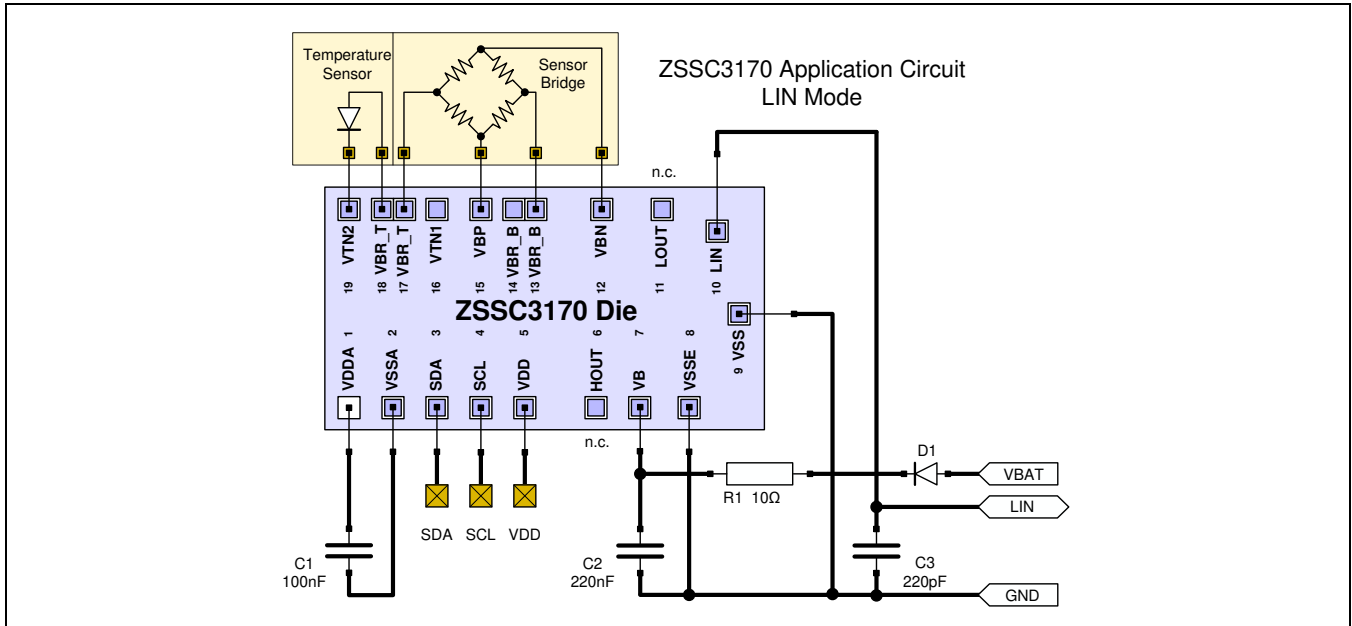 Temperature
Sensor
Sensor
Bridge
ZSSC3170 Application Circuit
LIN Mode
n.c.
VTN2
VBR_T
VBR_T
VTN1
VBP
VBR_B
VBR_B
VBN
LOUT
LIN
19
18
17
16
15
14
13
12
11
10
ZSSC3170 Die
VSS
9
1
2
3
4
5
6
7
8
VDDA
VSSA
SDA
SCL
VDD
HOUT
VB
VSSE
n.c.
D1
VBAT
R1 10Ω
LIN
SDA
SCL
VDD
C1
100nF
C2
220nF
C3
220pF
GND